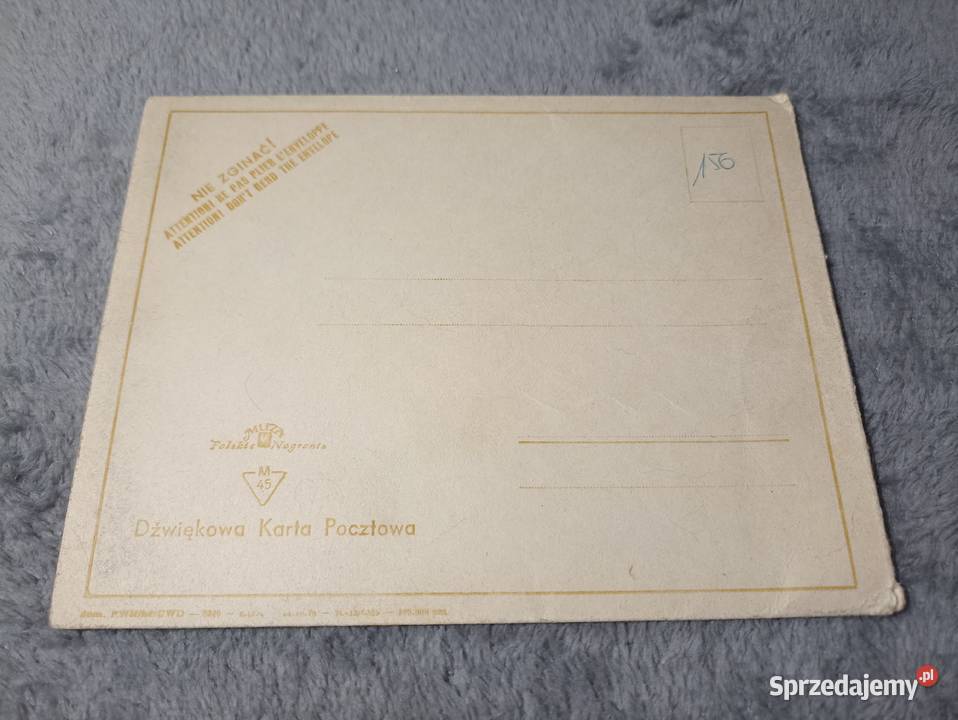 NIE ZGINAĆ!
ATTENTION! NE PAS PLIER L'ENVELOPPE
ATTENTION! DON'T BEND THE ENVELOPE
156
MUZA
Polskie Nagrania
M
45
Dźwiękowa Karta Pocztowa
Sprzedajemy.pl